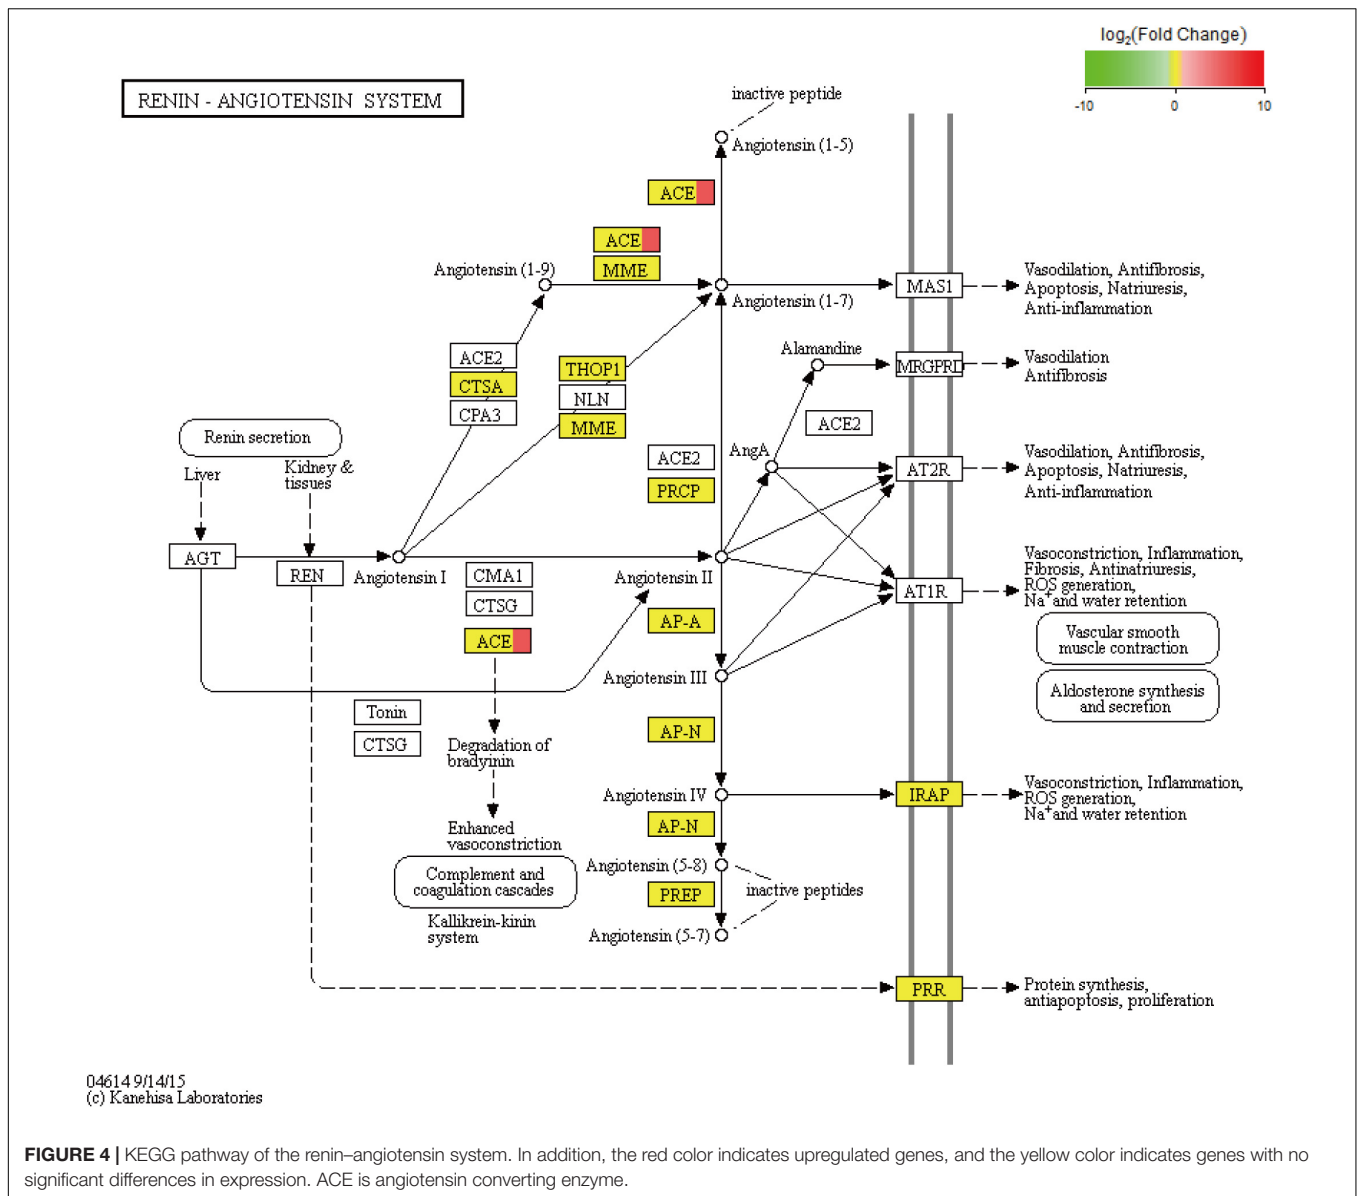 log2(Fold Change)
-10 0 10
RENIN - ANGIOTENSIN SYSTEM
inactive peptide
Angiotensin (1-5)
ACE
ACE
MME
Angiotensin (1-9)
Angiotensin (1-7)
MAS1
Vasodilation, Antifibrosis,
Apoptosis, Natriuresis,
Anti-inflammation
ACE2
CTSA
CPA3
THOP1
NLN
MME
Alamandine
MRGPRD
Vasodilation
Antifibrosis
ACE2
Renin secretion
Liver
Kidney &
tissues
ACE2
PRCP
AngA
AT2R
Vasodilation, Antifibrosis,
Apoptosis, Natriuresis,
Anti-inflammation
AGT
REN
Angiotensin I
CMA1
CTSG
ACE
Angiotensin II
AT1R
Vasoconstriction, Inflammation,
Fibrosis, Antinatriuresis,
ROS generation,
Na+ and water retention
Vascular smooth
muscle contraction
Aldosterone synthesis
and secretion
AP-A
Angiotensin III
Tonin
CTSG
AP-N
Degradation of
bradyinin
Angiotensin IV
IRAP
Vasoconstriction, Inflammation,
ROS generation,
Na+ and water retention
Enhanced
vasoconstriction
AP-N
Complement and
coagulation cascades
Kallikrein-kinin
system
Angiotensin (5-8)
PREP
inactive peptides
Angiotensin (5-7)
PRR
Protein synthesis,
antiapoptosis, proliferation
04614 9/14/15
(c) Kanehisa Laboratories
FIGURE 4 | KEGG pathway of the renin–angiotensin system. In addition, the red color indicates upregulated genes, and the yellow color indicates genes with no
significant differences in expression. ACE is angiotensin converting enzyme.